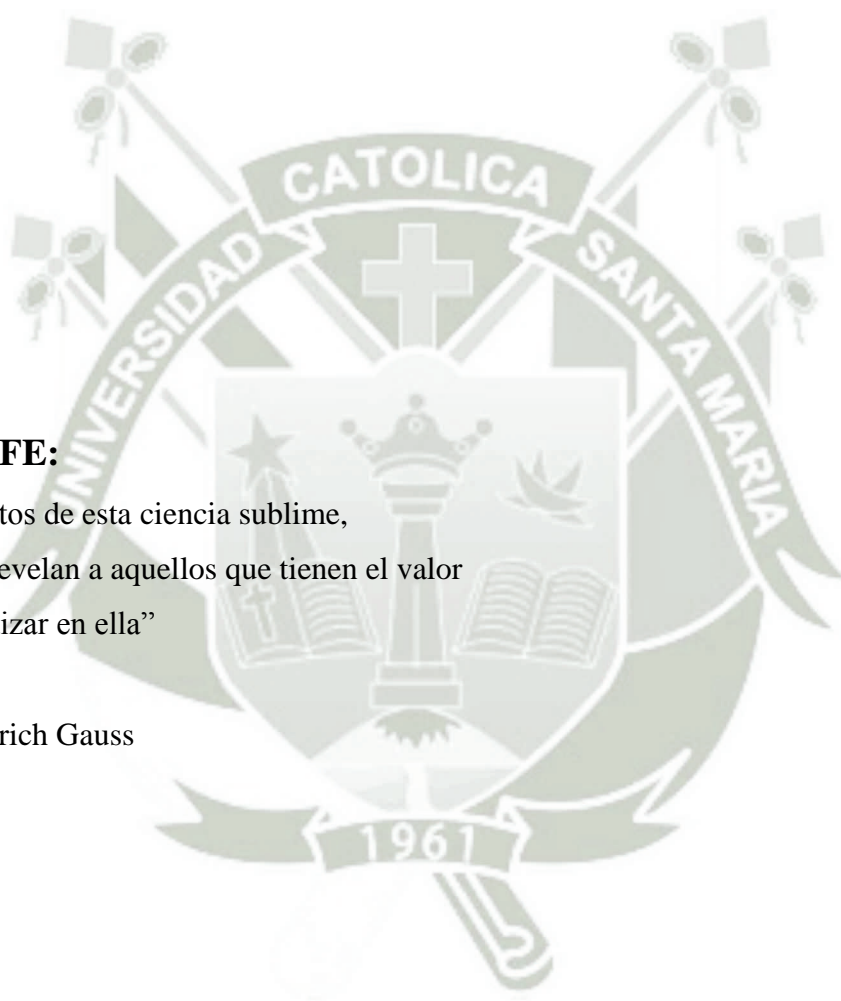 CATOLICA
UNIVERSIDAD
SANTA MARIA
FE:
tos de esta ciencia sublime,
evelan a aquellos que tienen el valor
izar en ella”
rich Gauss
1961